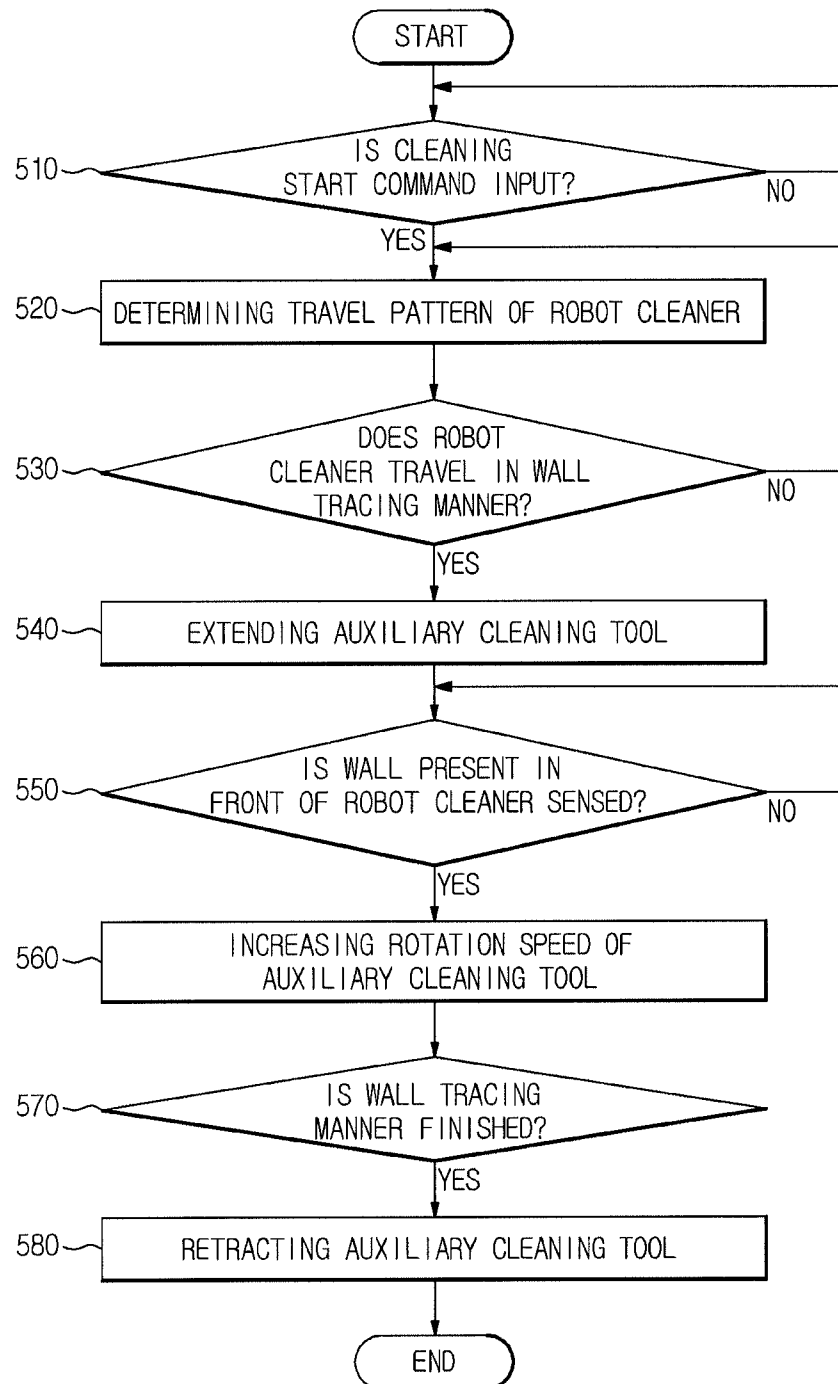 START
510
IS CLEANING
START COMMAND INPUT?
NO
YES
520
DETERMINING TRAVEL PATTERN OF ROBOT CLEANER
530
DOES ROBOT
CLEANER TRAVEL IN WALL
TRACING MANNER?
NO
YES
540
EXTENDING AUXILIARY CLEANING TOOL
550
IS WALL PRESENT IN
FRONT OF ROBOT CLEANER SENSED?
NO
YES
560
INCREASING ROTATION SPEED OF
AUXILIARY CLEANING TOOL
570
IS WALL TRACING
MANNER FINISHED?
YES
580
RETRACTING AUXILIARY CLEANING TOOL
END